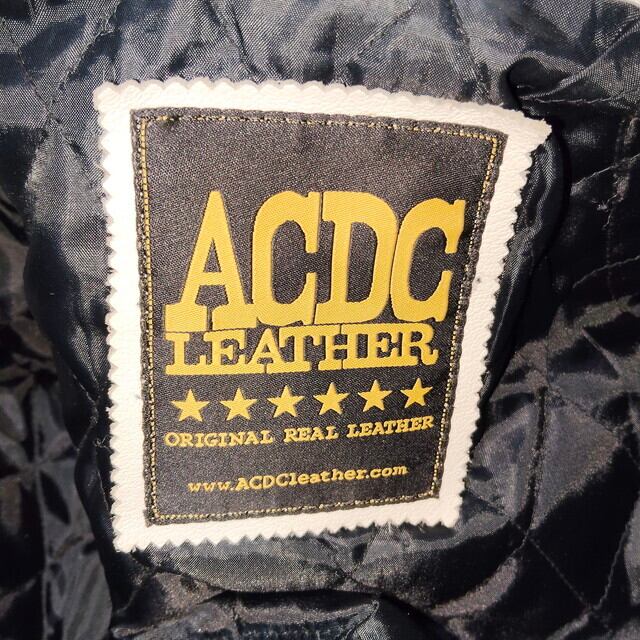 ACDC
LEATHER
ORIGINAL REAL LEATHER
www.ACDCleather.com